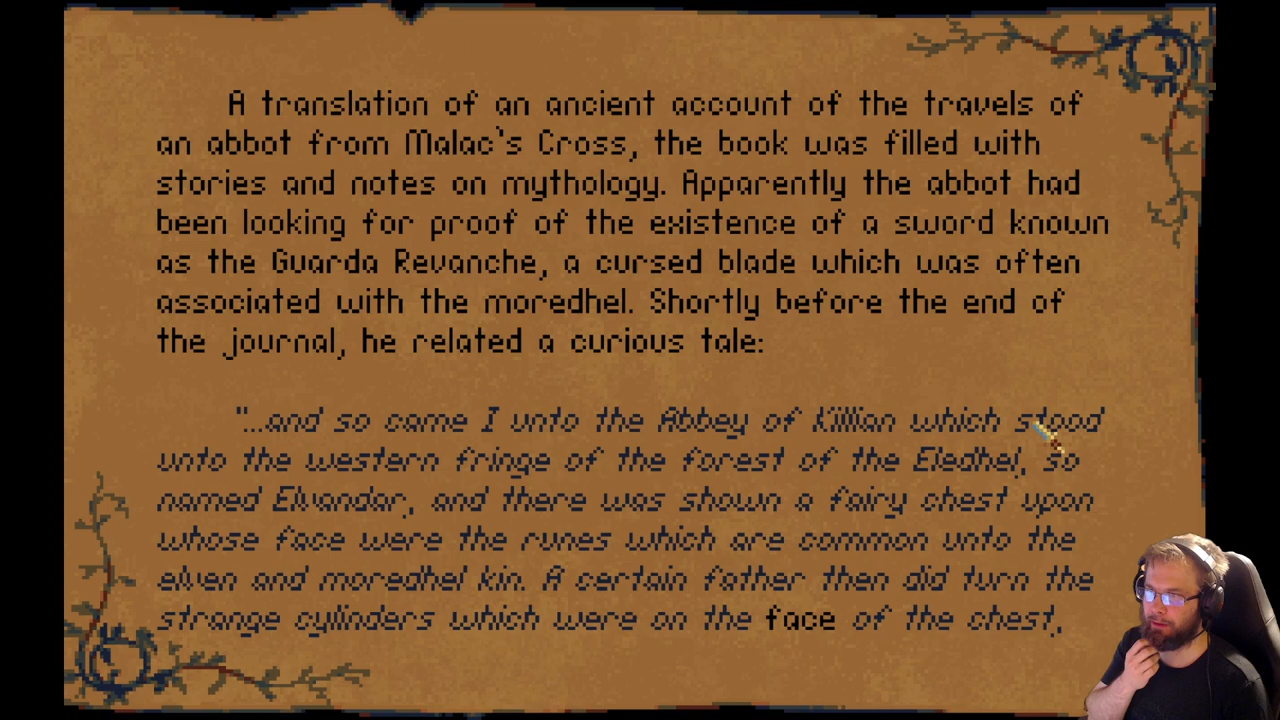 A translation of an ancient account of the travels of
an abbot from Malac's Cross, the book was filled with
stories and notes on mythology. Apparently the abbot had
been looking for proof of the existence of a sword known
as the Guarda Revanche, a cursed blade which was often
associated with the moredhel. Shortly before the end of
the journal, he related a curious tale:
"...and so came I unto the Abbey of Killian which stood
unto the western fringe of the forest of the Eledhel, so
named Elvandar, and there was shown a fairy chest upon
whose face were the runes which are common unto the
elven and moredhel kin. A certain father then did turn the
strange cylinders which were on the face of the chest,